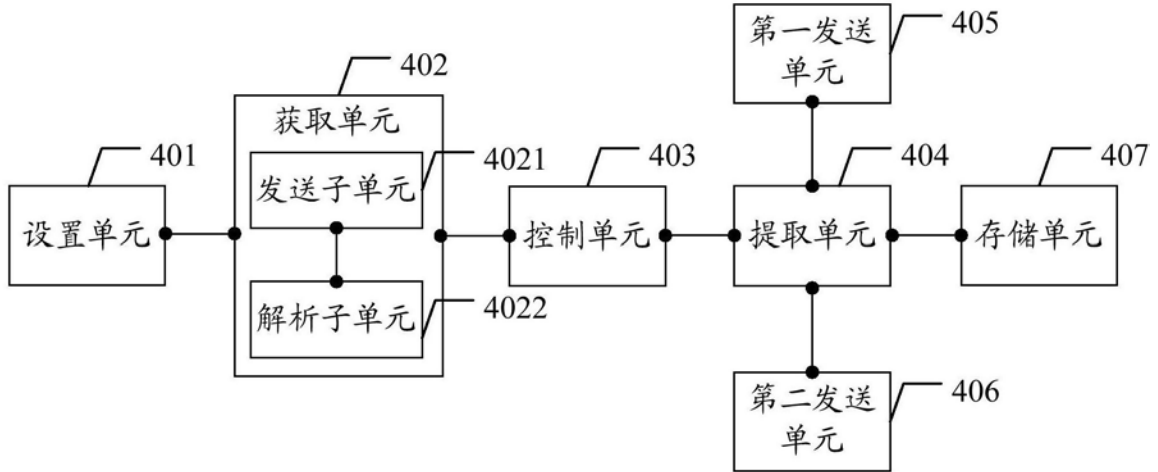 第一发送
单元
405
402
获取单元
401
发送子单元
4021
403
404
407
设置单元
控制单元
提取单元
存储单元
解析子单元
4022
第二发送
单元
406